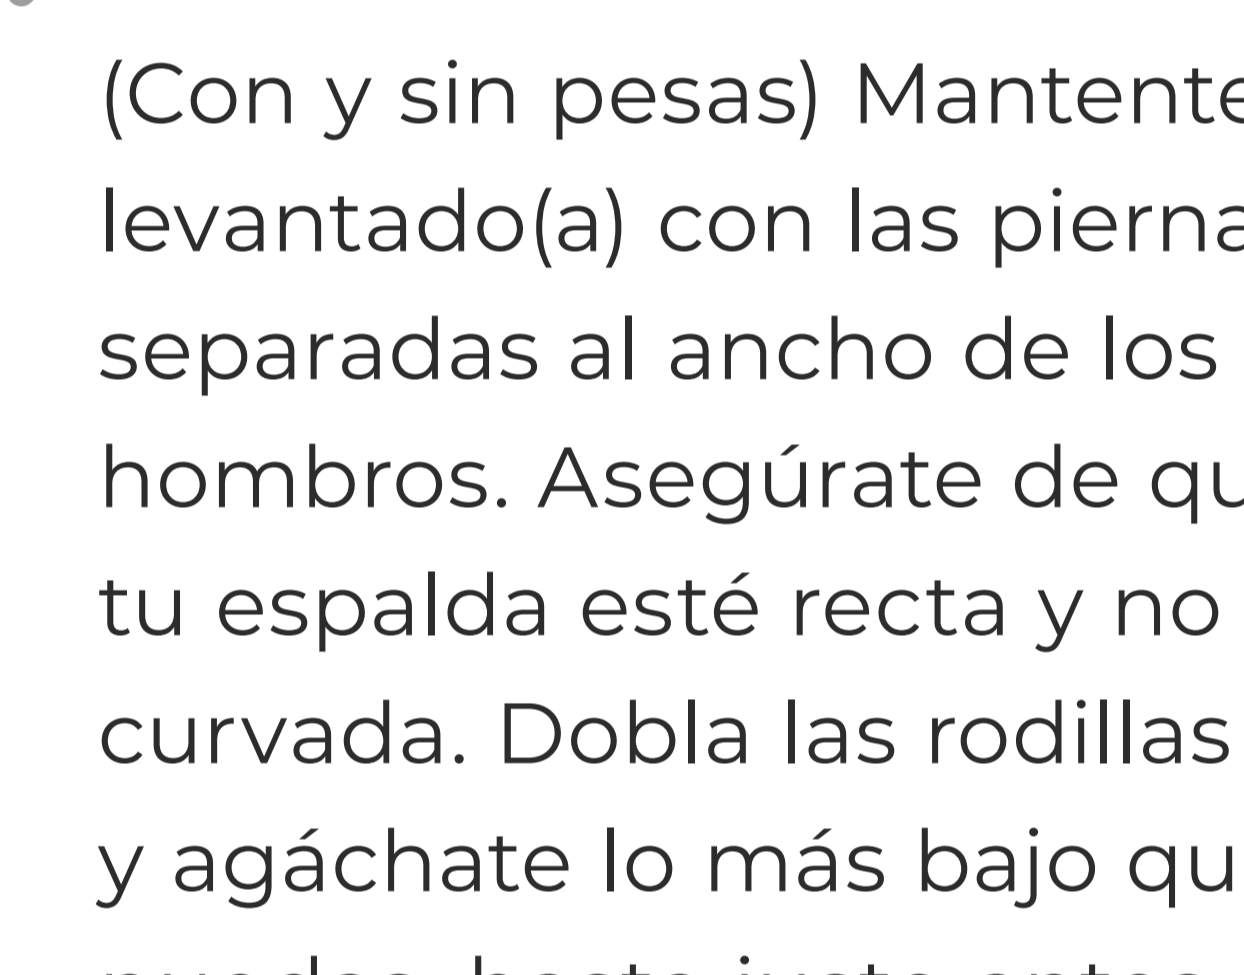 (Con y sin pesas) Mantente
levantado(a) con las pierna
separadas al ancho de los
hombros. Asegúrate de qu
tu espalda esté recta y no
curvada. Dobla las rodillas
y agáchate lo más bajo qu